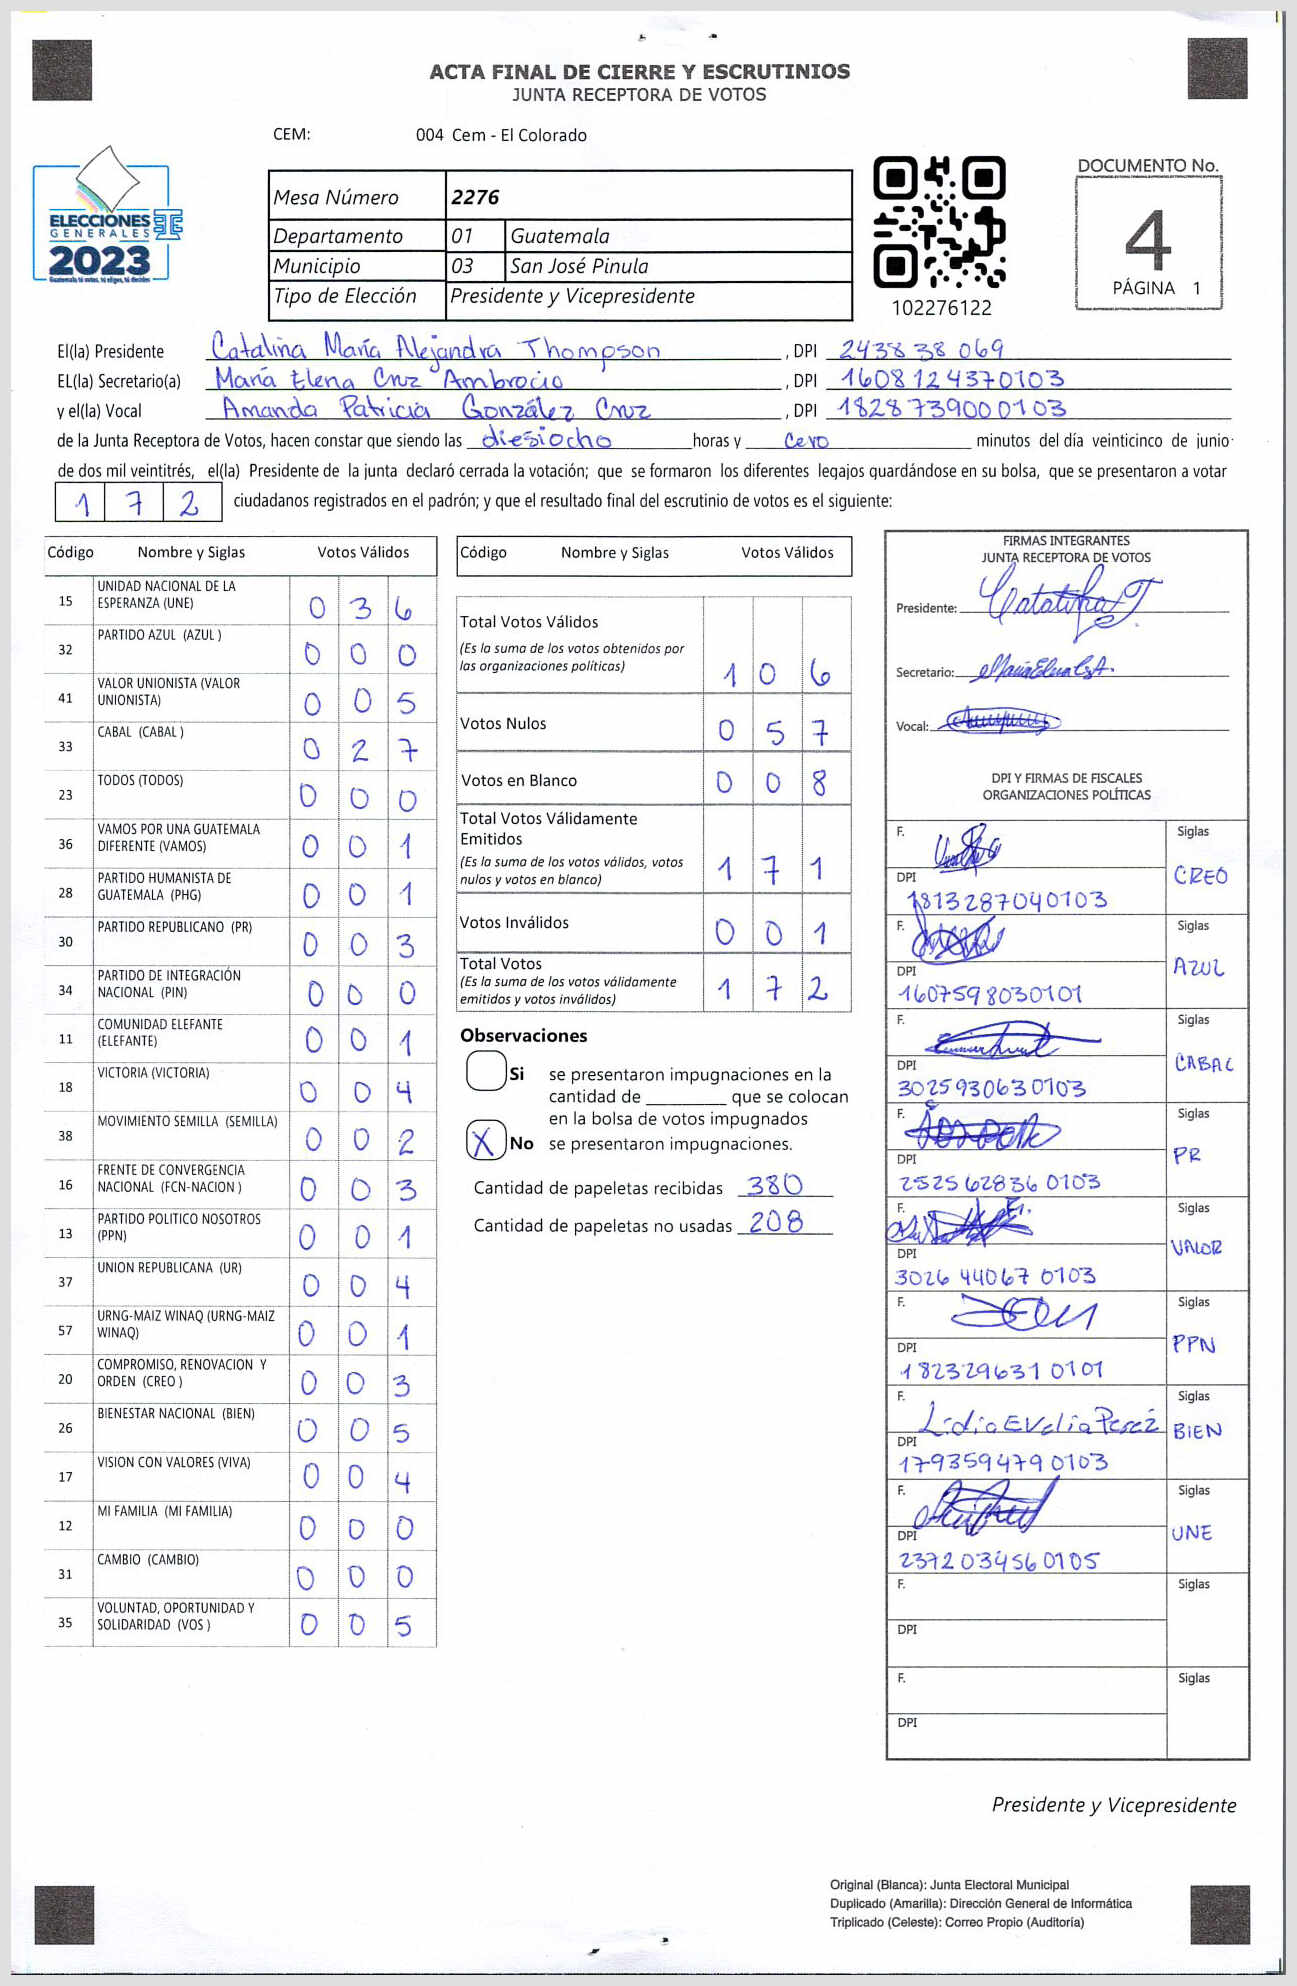 ACTA FINAL DE CIERRE Y ESCRUTINIOS
JUNTA RECEPTORA DE VOTOS
CEM: 004 Cem - El Colorado
ELECCIONES
GENERALES
2023
Guatemala tú votas, tú eliges, tú decides
Mesa Número 2276
Departamento 01 Guatemala
Municipio 03 San José Pinula
Tipo de Elección Presidente y Vicepresidente
102276122
DOCUMENTO No.
4
PÁGINA 1
El(la) Presidente Catalina María Alejandra Thompson , DPI 2438 38 069
EL(la) Secretario(a) María Elena Cruz Ambrocio , DPI 1608124370103
y el(la) Vocal Amanda Patricia González Cruz , DPI 1828739000103
de la Junta Receptora de Votos, hacen constar que siendo las diesiocho horas y cero minutos del día veinticinco de junio
de dos mil veintitrés, el(la) Presidente de la junta declaró cerrada la votación; que se formaron los diferentes legajos guardándose en su bolsa, que se presentaron a votar
1 7 2 ciudadanos registrados en el padrón; y que el resultado final del escrutinio de votos es el siguiente:
Código Nombre y Siglas Votos Válidos
15 UNIDAD NACIONAL DE LA
ESPERANZA (UNE) 0 3 6
32 PARTIDO AZUL (AZUL ) 0 0 0
41 VALOR UNIONISTA (VALOR
UNIONISTA) 0 0 5
33 CABAL (CABAL ) 0 2 7
23 TODOS (TODOS) 0 0 0
36 VAMOS POR UNA GUATEMALA
DIFERENTE (VAMOS) 0 0 1
28 PARTIDO HUMANISTA DE
GUATEMALA (PHG) 0 0 1
30 PARTIDO REPUBLICANO (PR) 0 0 3
34 PARTIDO DE INTEGRACIÓN
NACIONAL (PIN) 0 0 0
11 COMUNIDAD ELEFANTE
(ELEFANTE) 0 0 1
18 VICTORIA (VICTORIA) 0 0 4
38 MOVIMIENTO SEMILLA (SEMILLA) 0 0 2
16 FRENTE DE CONVERGENCIA
NACIONAL (FCN-NACION ) 0 0 3
13 PARTIDO POLITICO NOSOTROS
(PPN) 0 0 1
37 UNION REPUBLICANA (UR) 0 0 4
57 URNG-MAIZ WINAQ (URNG-MAIZ
WINAQ) 0 0 1
20 COMPROMISO, RENOVACION Y
ORDEN (CREO ) 0 0 3
26 BIENESTAR NACIONAL (BIEN) 0 0 5
17 VISION CON VALORES (VIVA) 0 0 4
12 MI FAMILIA (MI FAMILIA) 0 0 0
31 CAMBIO (CAMBIO) 0 0 0
35 VOLUNTAD, OPORTUNIDAD Y
SOLIDARIDAD (VOS ) 0 0 5
Código Nombre y Siglas Votos Válidos
Total Votos Válidos
(Es la suma de los votos obtenidos por
las organizaciones políticas) 1 0 6
Votos Nulos 0 5 7
Votos en Blanco 0 0 8
Total Votos Válidamente
Emitidos
(Es la suma de los votos válidos, votos
nulos y votos en blanco) 1 7 1
Votos Inválidos 0 0 1
Total Votos
(Es la suma de los votos válidamente
emitidos y votos inválidos) 1 7 2
Observaciones
Si se presentaron impugnaciones en la
cantidad de ________ que se colocan
en la bolsa de votos impugnados
X No se presentaron impugnaciones.
Cantidad de papeletas recibidas 380
Cantidad de papeletas no usadas 208
FIRMAS INTEGRANTES
JUNTA RECEPTORA DE VOTOS
Presidente: Catalina T
Secretario:
Vocal:
DPI Y FIRMAS DE FISCALES
ORGANIZACIONES POLÍTICAS
F. Siglas
DPI CREO
1813287040103
F. Siglas
DPI AZUL
1607598030101
F. Siglas
DPI CABAL
3025930630103
F. Siglas
DPI PR
252562836 0103
F. Siglas
DPI VALOR
3026 44067 0103
F. Siglas
DPI PPN
182329631 0101
F. Lidia Evelia Pérez Siglas
DPI BIEN
179359479 0103
F. Siglas
DPI UNE
2372 03456 0105
F. Siglas
DPI
F. Siglas
DPI
Presidente y Vicepresidente
Original (Blanca): Junta Electoral Municipal
Duplicado (Amarilla): Dirección General de Informática
Triplicado (Celeste): Correo Propio (Auditoría)